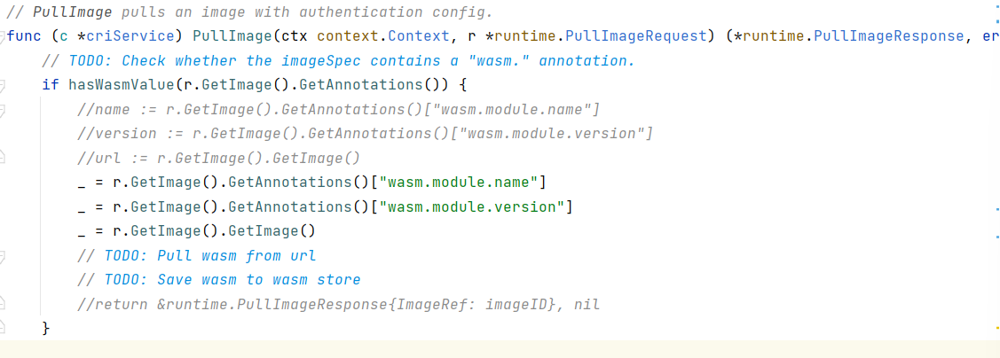 // PullImage pulls an image with authentication config.
func (c *criService) PullImage(ctx context.Context, r *runtime.PullImageRequest) (*runtime.PullImageResponse, er
// TODO: Check whether the imageSpec contains a "wasm." annotation.
if hasWasmValue(r.GetImage().GetAnnotations()) {
//name := r.GetImage().GetAnnotations()["wasm.module.name"]
//version := r.GetImage().GetAnnotations()["wasm.module.version"]
//url := r.GetImage().GetImage()
_ = r.GetImage().GetAnnotations()["wasm.module.name"]
_ = r.GetImage().GetAnnotations()["wasm.module.version"]
_ = r.GetImage().GetImage()
// TODO: Pull wasm from url
// TODO: Save wasm to wasm store
//return &runtime.PullImageResponse{ImageRef: imageID}, nil
}